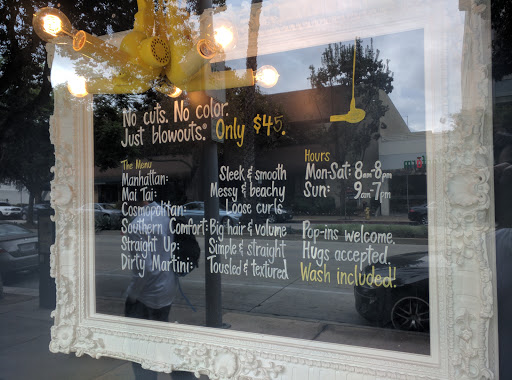 No cuts. No color.
Just blowouts.® Only $45.
The Menu
Manhattan: Sleek & smooth
Mai Tai: Messy & beachy
Cosmopolitan: Loose curls
Southern Comfort: Big hair & volume
Straight Up: Simple & straight
Dirty Martini: Tousled & textured
Hours
Mon-Sat: 8am-8pm
Sun: 9am-7pm
Pop-ins welcome.
Hugs accepted.
Wash included!